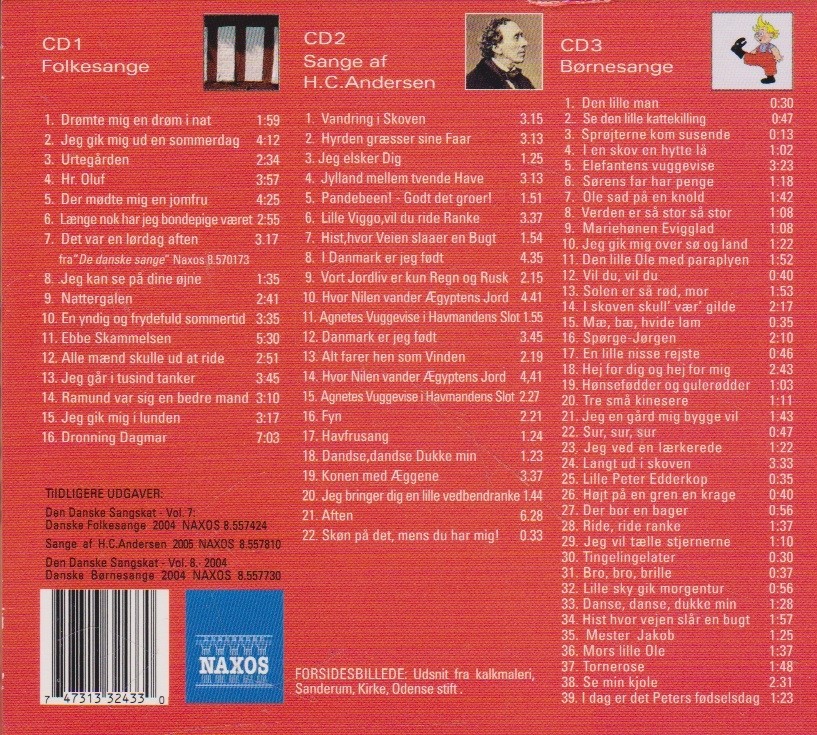 CD1
Folkesange
1. Drømte mig en drøm i nat 1:59
2. Jeg gik mig ud en sommerdag 4:12
3. Urtegården 2:34
4. Hr. Oluf 3:57
5. Der mødte mig en jomfru 4:25
6. Længe nok har jeg bondepige været 2:55
7. Det var en lørdag aften 3.17
fra"De danske sange" Naxos 8.570173
8. Jeg kan se på dine øjne 1:35
9. Nattergalen 2:41
10. En yndig og frydefuld sommertid 3:35
11. Ebbe Skammelsen 5:30
12. Alle mænd skulle ud at ride 2:51
13. Jeg går i tusind tanker 3:45
14. Ramund var sig en bedre mand 3:10
15. Jeg gik mig i lunden 3:17
16. Dronning Dagmar 7:03
TIIDLIGERE UDGAVER:
Den Danske Sangskat - Vol. 7:
Danske Folkesange 2004 NAXOS 8.557424
Sange af H.C.Andersen 2005 NAXOS 8.557810
Den Danske Sangskat - Vol. 8.- 2004
Danske Børnesange 2004 NAXOS 8.557730
7 47313 32433 0
NAXOS
CD2
Sange af
H.C.Andersen
1. Vandring i Skoven 3.15
2. Hyrden græsser sine Faar 3.13
3. Jeg elsker Dig 1.25
4. Jylland mellem tvende Have 3.13
5. Pandebeen! - Godt det groer! 1.51
6. Lille Viggo,vil du ride Ranke 3.37
7. Hist,hvor Veien slaaer en Bugt 1.54
8. I Danmark er jeg født 4.35
9. Vort Jordliv er kun Regn og Rusk 2.15
10. Hvor Nilen vander Ægyptens Jord 4.41
11. Agnetes Vuggevise i Havmandens Slot 1.55
12. Danmark er jeg født 3.45
13. Alt farer hen som Vinden 2.19
14. Hvor Nilen vander Ægyptens Jord 4,41
15. Agnetes Vuggevise i Havmandens Slot 2.27
16. Fyn 2.21
17. Havfrusang 1.24
18. Dandse,dandse Dukke min 1.23
19. Konen med Æggene 3.37
20. Jeg bringer dig en lille vedbendranke 1.44
21. Aften 6.28
22. Skøn på det, mens du har mig! 0.33
FORSIDESBILLEDE: Udsnit fra kalkmaleri,
Sanderum, Kirke, Odense stift .
CD3
Børnesange
1. Den lille man 0:30
2. Se den lille kattekilling 0:47
3. Sprøjterne kom susende 0:13
4. I en skov en hytte lå 1:02
5. Elefantens vuggevise 3:23
6. Sørens far har penge 1:18
7. Ole sad på en knold 1:42
8. Verden er så stor så stor 1:08
9. Mariehønen Evigglad 1:08
10. Jeg gik mig over sø og land 1:22
11. Den lille Ole med paraplyen 1:52
12. Vil du, vil du 0:40
13. Solen er så rød, mor 1:53
14. I skoven skull' vær' gilde 2:17
15. Mæ, bæ, hvide lam 0:35
16. Spørge-Jørgen 2:10
17. En lille nisse rejste 0:46
18. Hej for dig og hej for mig 2:43
19. Hønsefødder og gulerødder 1:03
20. Tre små kinesere 1:11
21. Jeg en gård mig bygge vil 1:43
22. Sur, sur, sur 0:47
23. Jeg ved en lærkerede 1:22
24. Langt ud i skoven 3:33
25. Lille Peter Edderkop 0:35
26. Højt på en gren en krage 0:40
27. Der bor en bager 0:56
28. Ride, ride ranke 1:37
29. Jeg vil tælle stjernerne 1:10
30. Tingelingelater 0:30
31. Bro, bro, brille 0:37
32. Lille sky gik morgentur 0:56
33. Danse, danse, dukke min 1:28
34. Hist hvor vejen slår en bugt 1:57
35. Mester Jakob 1:25
36. Mors lille Ole 1:37
37. Tornerose 1:48
38. Se min kjole 2:31
39. I dag er det Peters fødselsdag 1:23